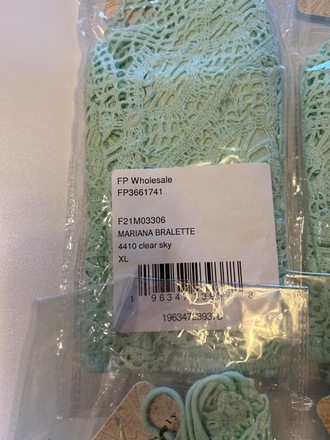 FP Wholesale
FP3661741
F21M03306
MARIANA BRALETTE
4410 clear sky
XL